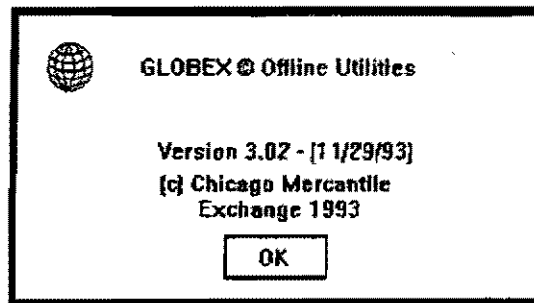 GLOBEX © Offline Utilities
Version 3.02 - [11/29/93]
(c) Chicago Mercantile
Exchange 1993
OK